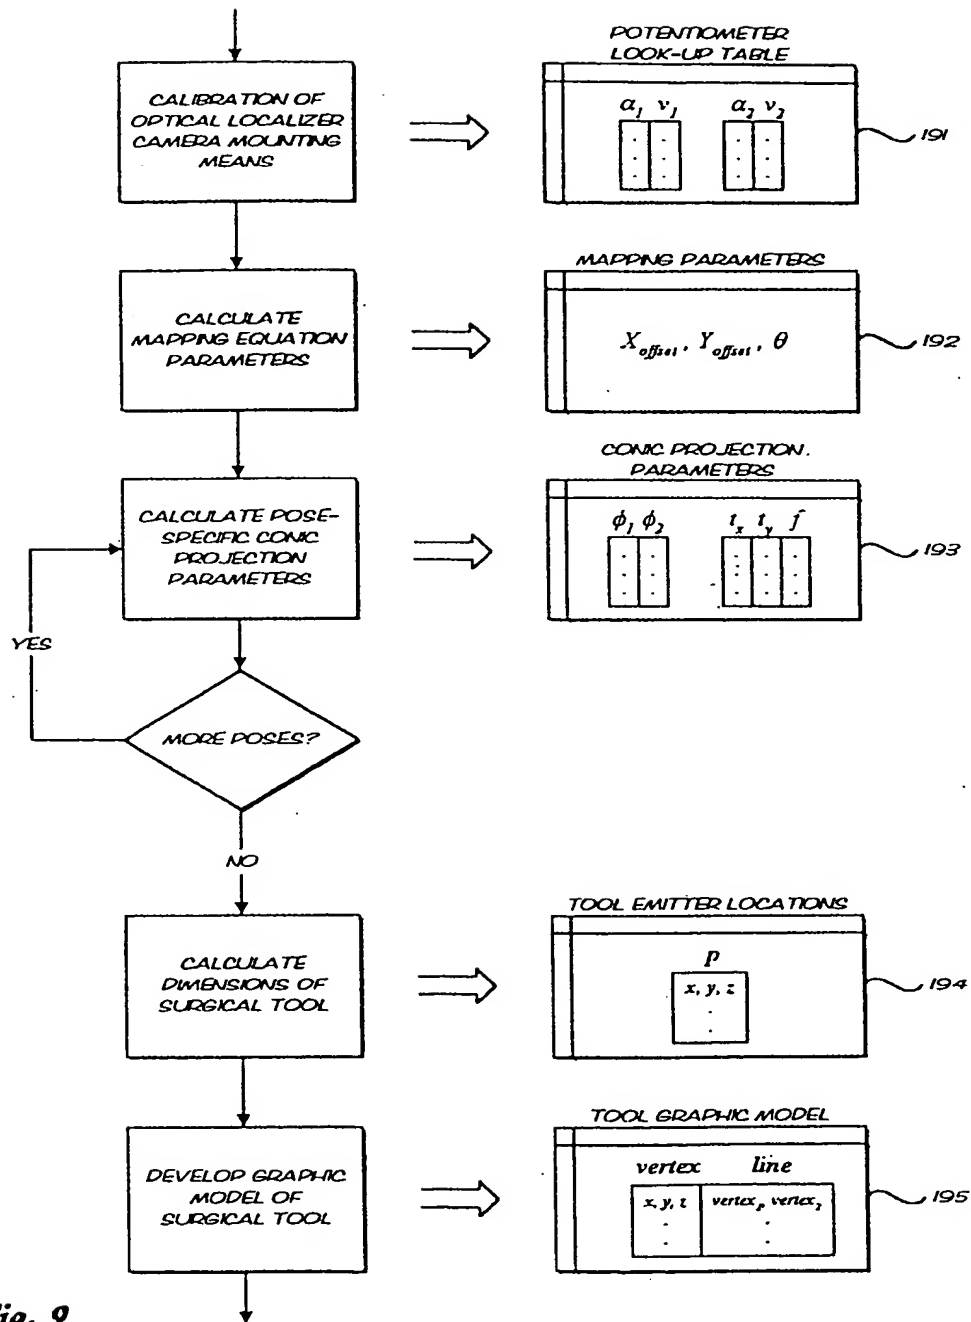 POTENTIOMETER
LOOK-UP TABLE
CALIBRATION OF
OPTICAL LOCALIZER
CAMERA MOUNTING
MEANS
α₁ v₁ α₂ v₂
191
MAPPING PARAMETERS
CALCULATE
MAPPING EQUATION
PARAMETERS
X offset, Y offset, θ
192
CONIC PROJECTION.
PARAMETERS
CALCULATE POSE-
SPECIFIC CONIC
PROJECTION
PARAMETERS
ϕ₁ ϕ₂ tₓ t_y f
193
YES
MORE POSES?
NO
TOOL EMITTER LOCATIONS
CALCULATE
DIMENSIONS OF
SURGICAL TOOL
P
x, y, z
194
TOOL GRAPHIC MODEL
DEVELOP GRAPHIC
MODEL OF
SURGICAL TOOL
vertex line
x, y, z vertex₁, vertex₂
195
Fig. 9